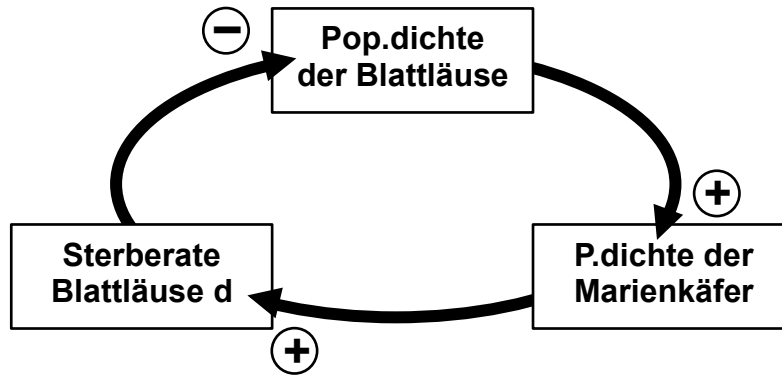 −
Pop.dichte
der Blattläuse
+
P.dichte der
Marienkäfer
Sterberate
Blattläuse d
+